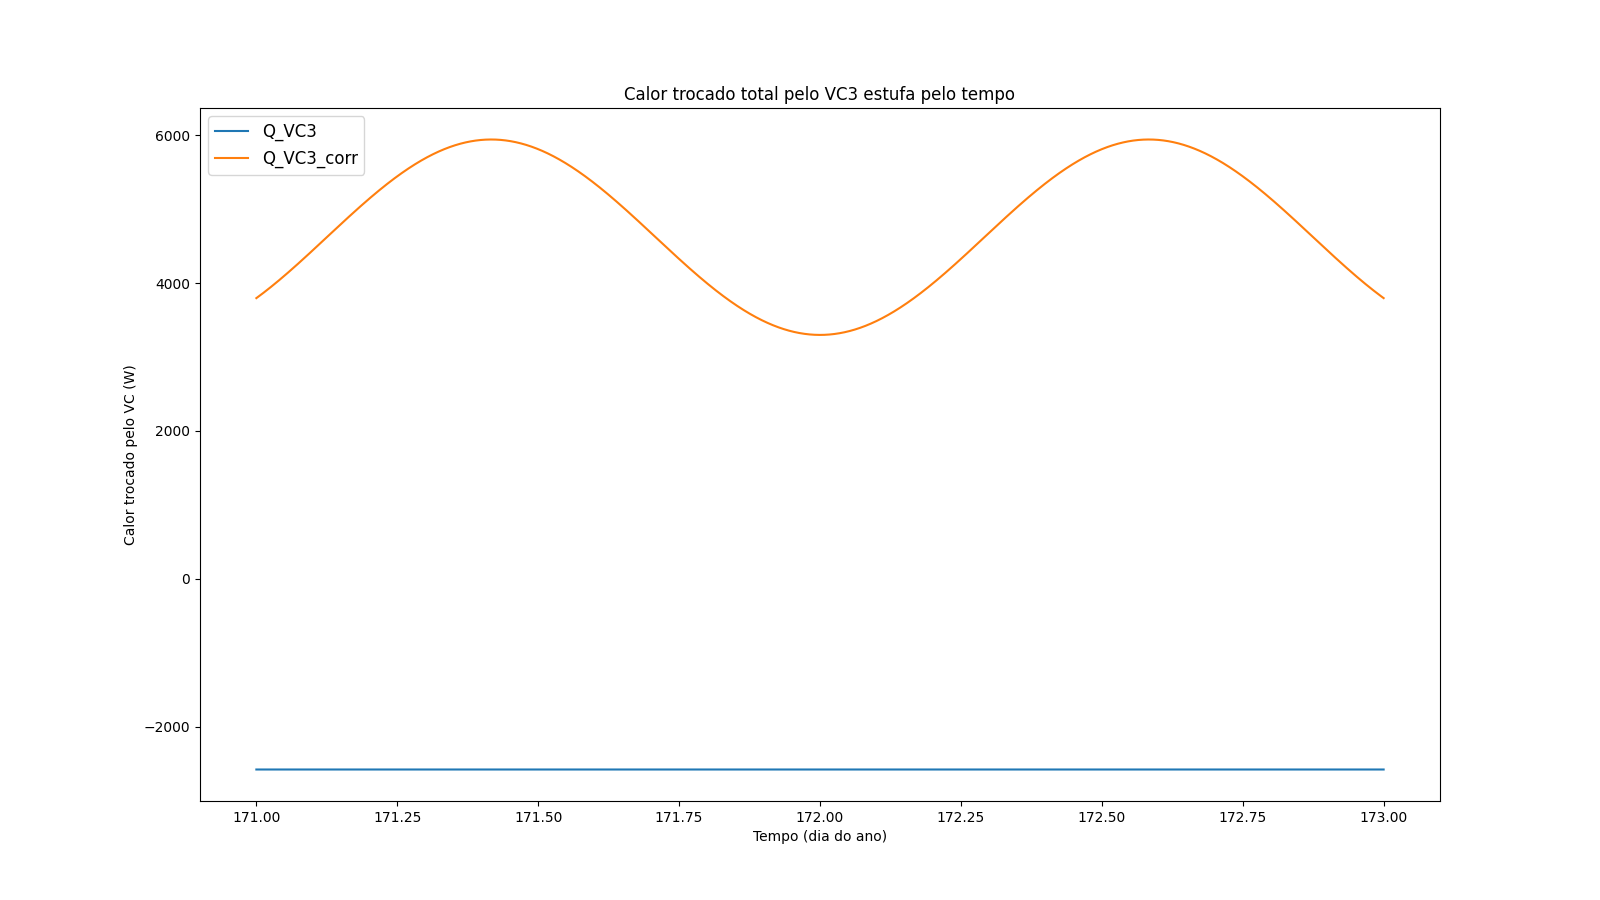 Calor trocado total pelo VC3 estufa pelo tempo
Q_VC3
Q_VC3_corr
6000
4000
2000
0
−2000
Calor trocado pelo VC (W)
171.00
171.25
171.50
171.75
172.00
172.25
172.50
172.75
173.00
Tempo (dia do ano)